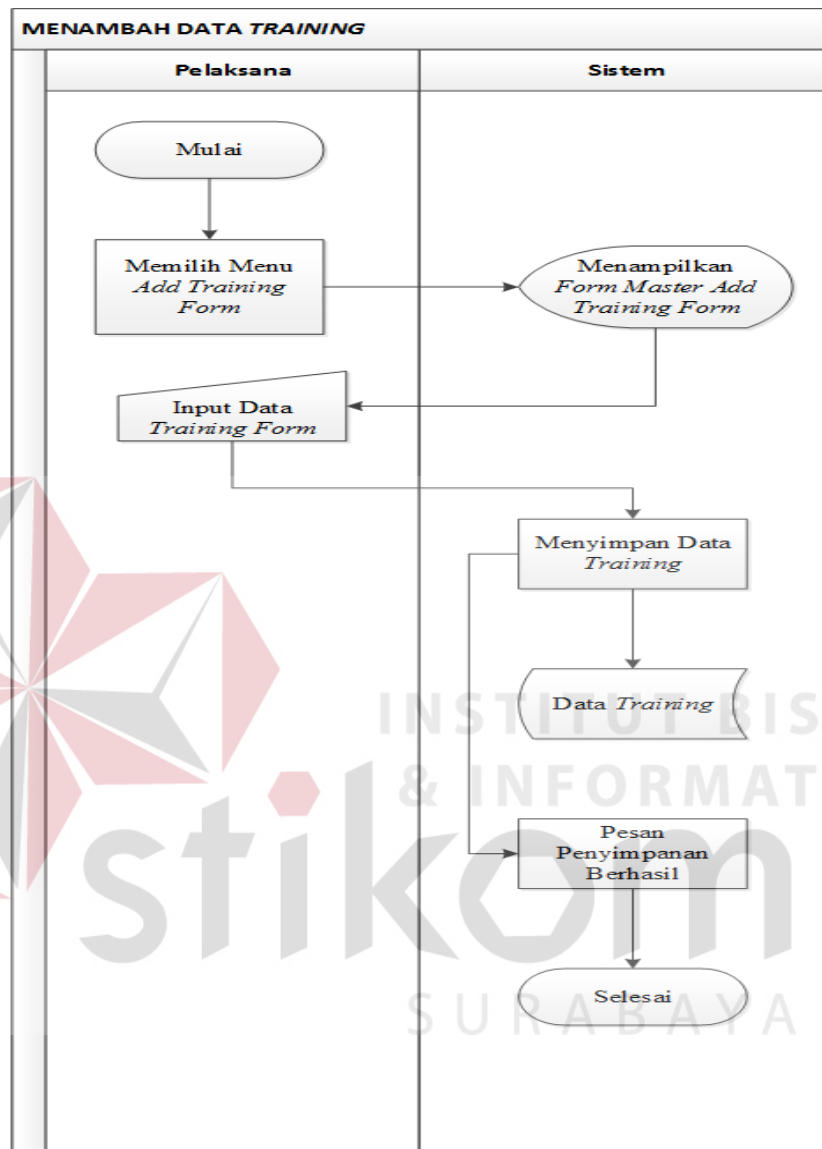 MENAMBAH DATA TRAINING
Pelaksana
Sistem
Mulai
Memilih Menu
Add Training
Form
Menampilkan
Form Master Add
Training Form
Input Data
Training Form
Menyimpan Data
Training
Data Training
Pesan
Penyimpanan
Berhasil
Selesai
INSTITUT BIS
& INFORMAT
stikom
SURABAYA